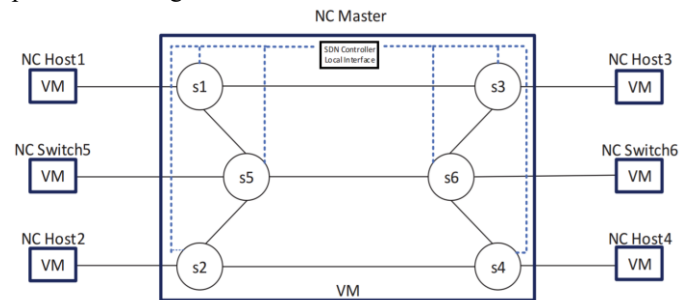 NC Master
SDN Controller
Local Interface
NC Host1
VM
s1
s3
NC Host3
VM
NC Switch5
VM
s5
s6
NC Switch6
VM
NC Host2
VM
s2
s4
NC Host4
VM
VM